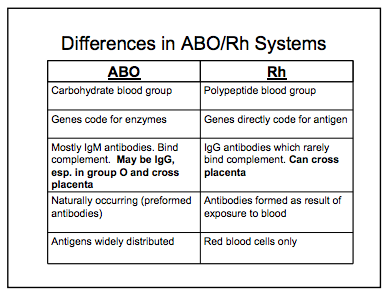 Differences in ABO/Rh Systems
ABO Rh
Carbohydrate blood group Polypeptide blood group
Genes code for enzymes Genes directly code for antigen
Mostly IgM antibodies. Bind
complement. May be IgG,
esp. in group O and cross
placenta
IgG antibodies which rarely
bind complement. Can cross
placenta
Naturally occurring (preformed
antibodies)
Antibodies formed as result of
exposure to blood
Antigens widely distributed Red blood cells only